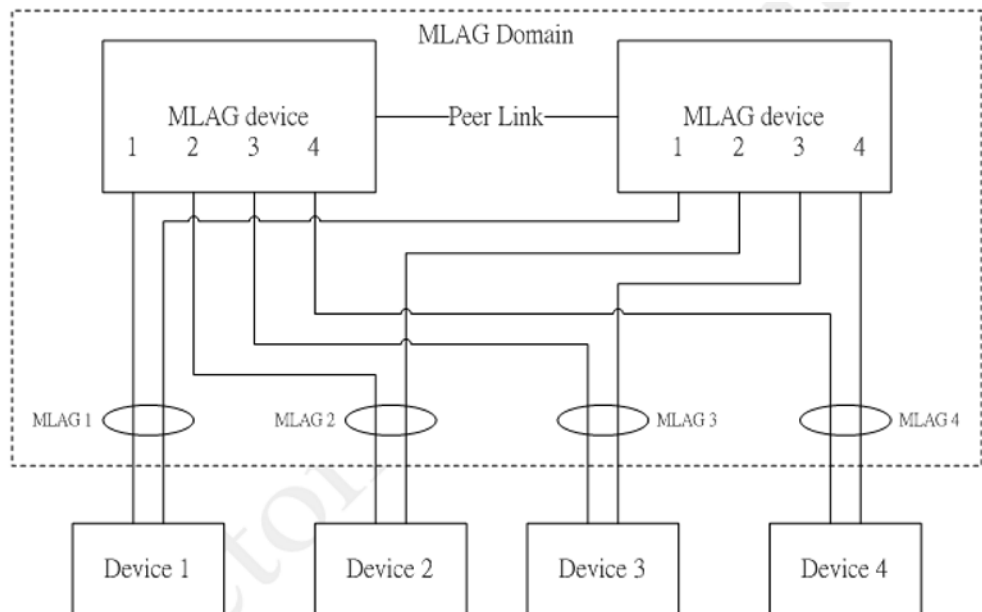 MLAG Domain
MLAG device
1 2 3 4
Peer Link
MLAG device
1 2 3 4
MLAG 1
MLAG 2
MLAG 3
MLAG 4
Device 1
Device 2
Device 3
Device 4